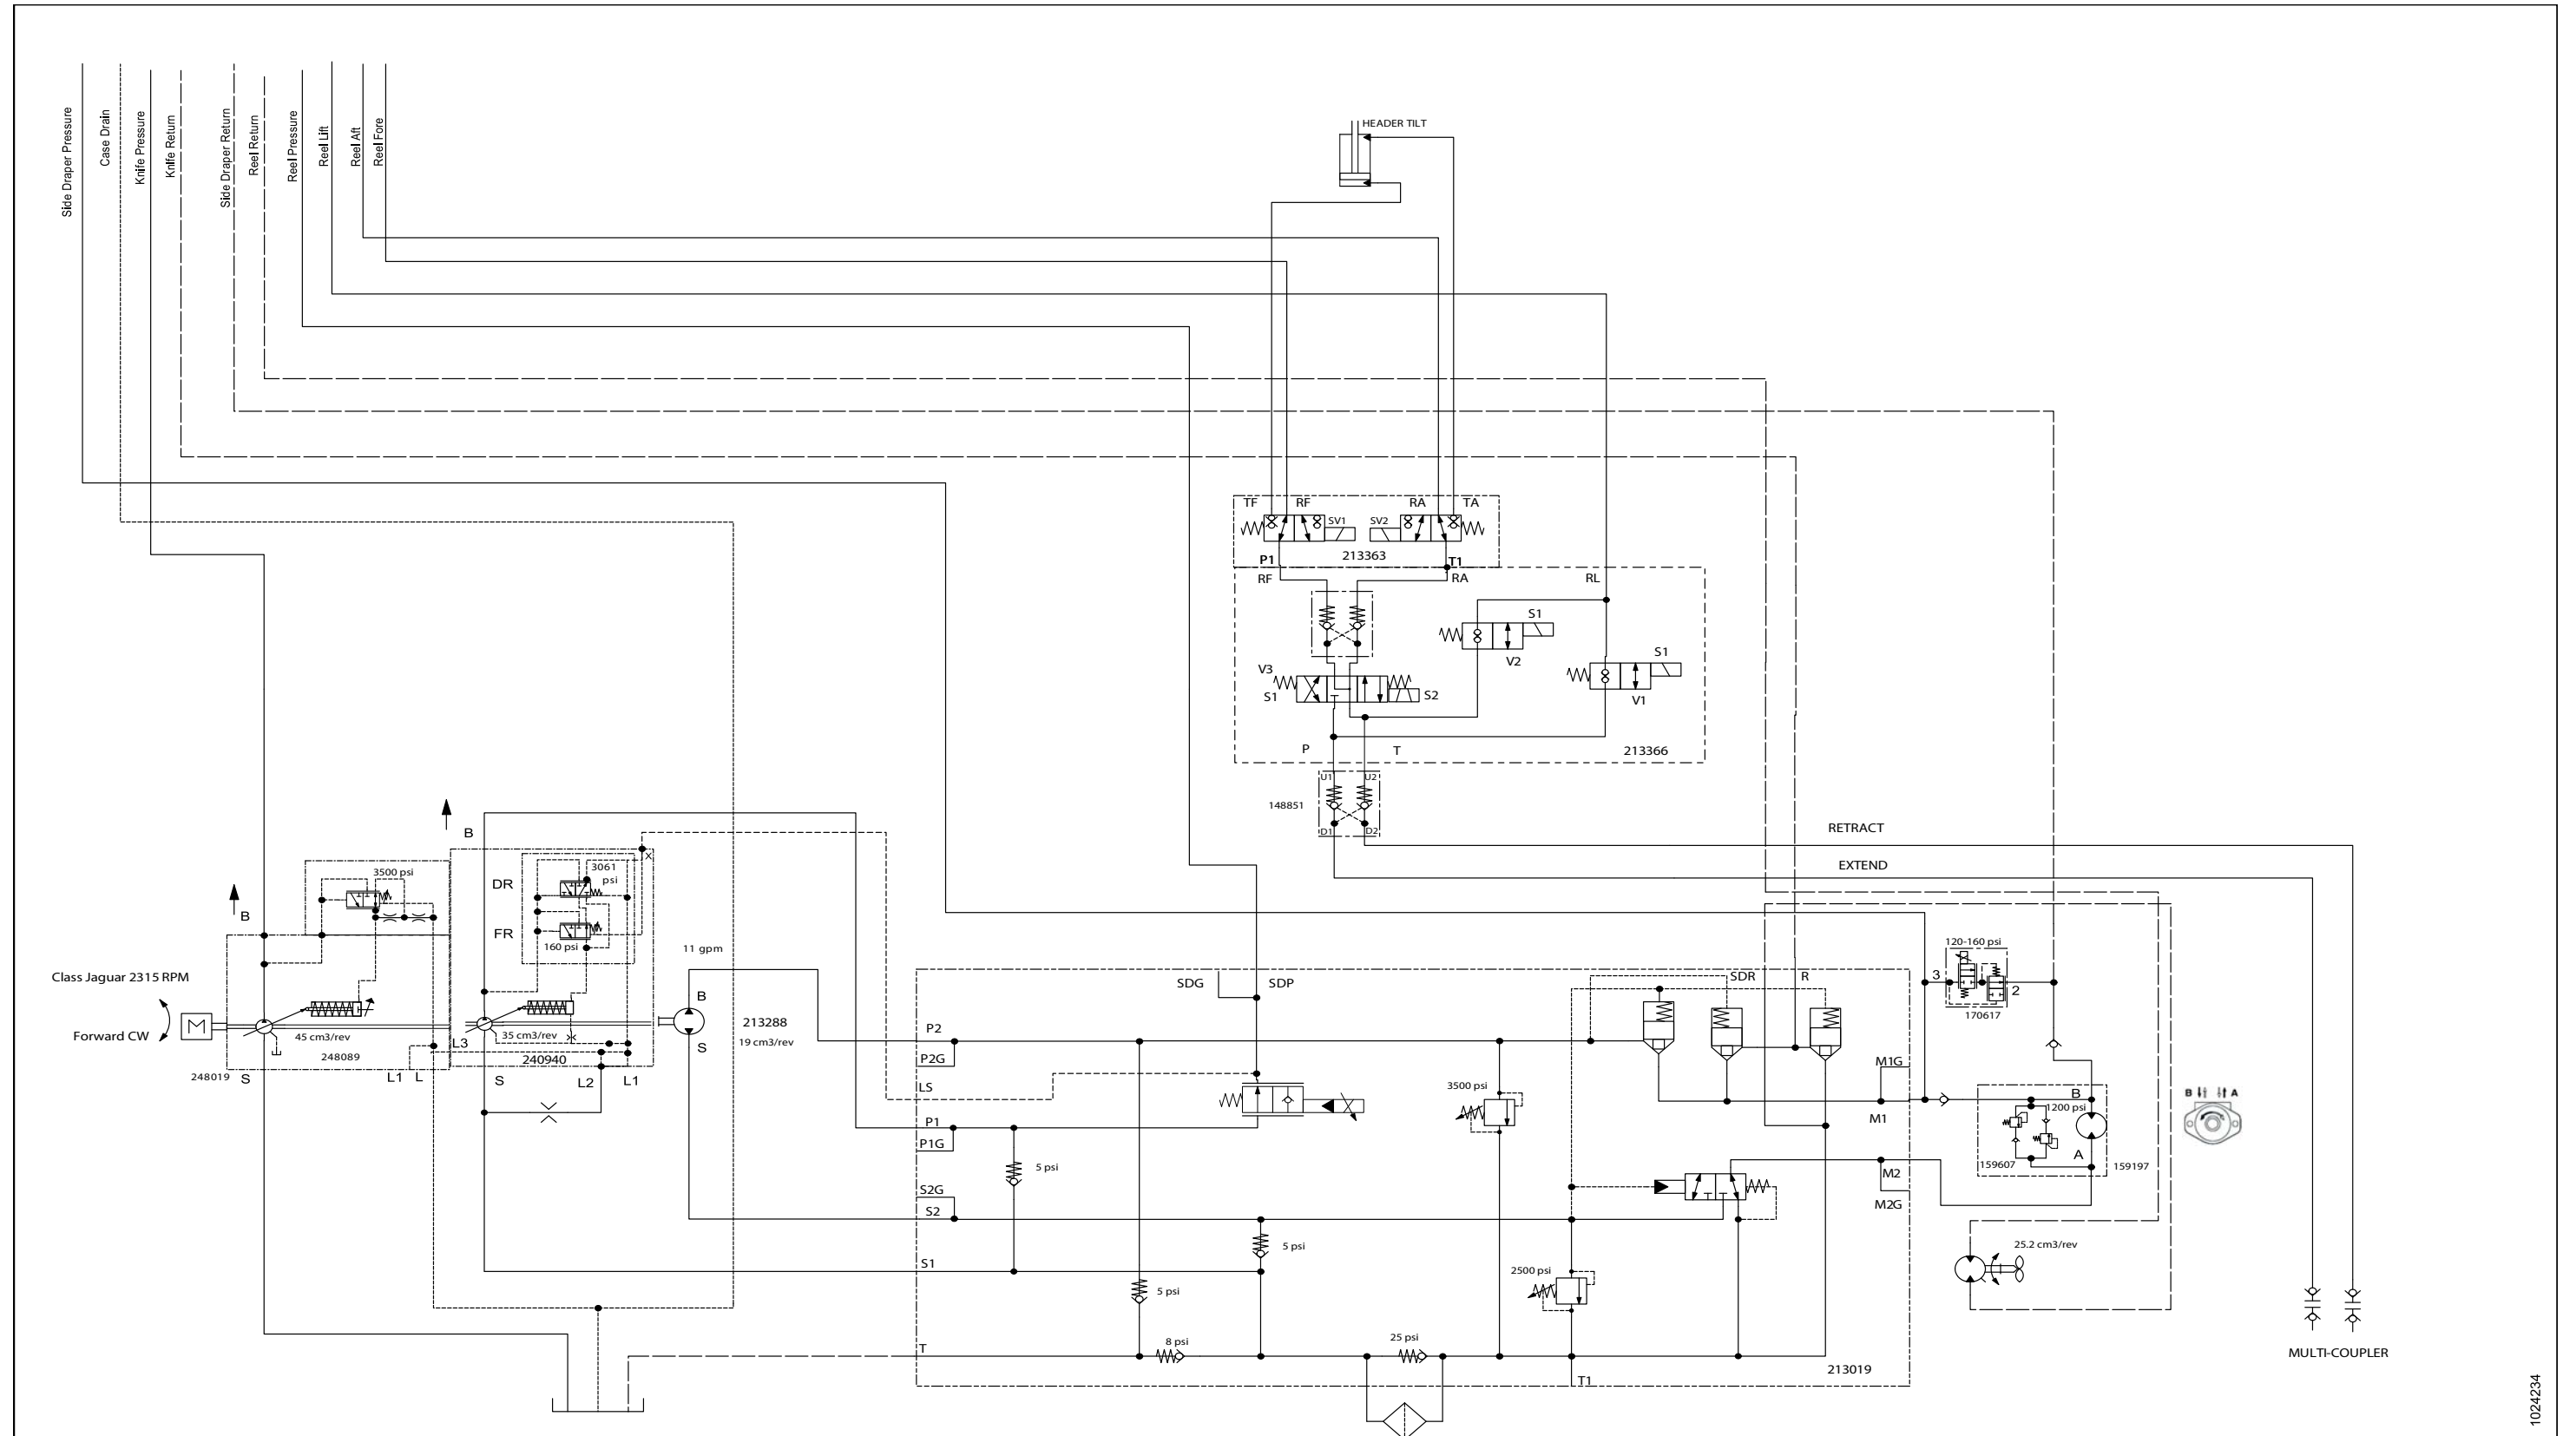 Side Draper Pressure
Case Drain
Knife Pressure
Knife Return
Side Draper Return
Reel Return
Reel Pressure
Reel Lift
Reel Aft
Reel Fore
HEADER TILT
TF
RF
RA
TA
SV1
SV2
213363
P1
T1
RF
RA
RL
S1
V2
S1
V1
V3
S1
S2
P
T
213366
U1
U2
148851
D1
D2
RETRACT
EXTEND
B
X
3061
psi
DR
3500 psi
FR
160 psi
B
11 gpm
Class Jaguar 2315 RPM
Forward CW
M
45 cm3/rev
248089
248019
S
L1
L
L3
35 cm3/rev
240940
S
L2
L1
B
S
213288
19 cm3/rev
SDG
SDP
SDR
R
P2
P2G
LS
P1
P1G
S2G
S2
S1
T
5 psi
5 psi
5 psi
8 psi
25 psi
3500 psi
2500 psi
M1G
M1
M2
M2G
213019
T1
120-160 psi
3
2
170617
B
1200 psi
A
159607
159197
B
A
25.2 cm3/rev
MULTI-COUPLER
1024234